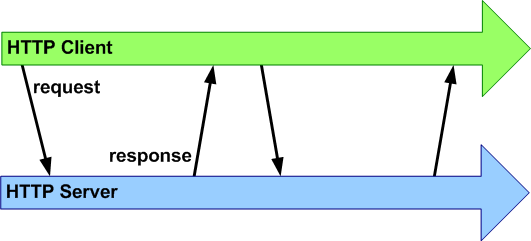 HTTP Client
request
response
HTTP Server